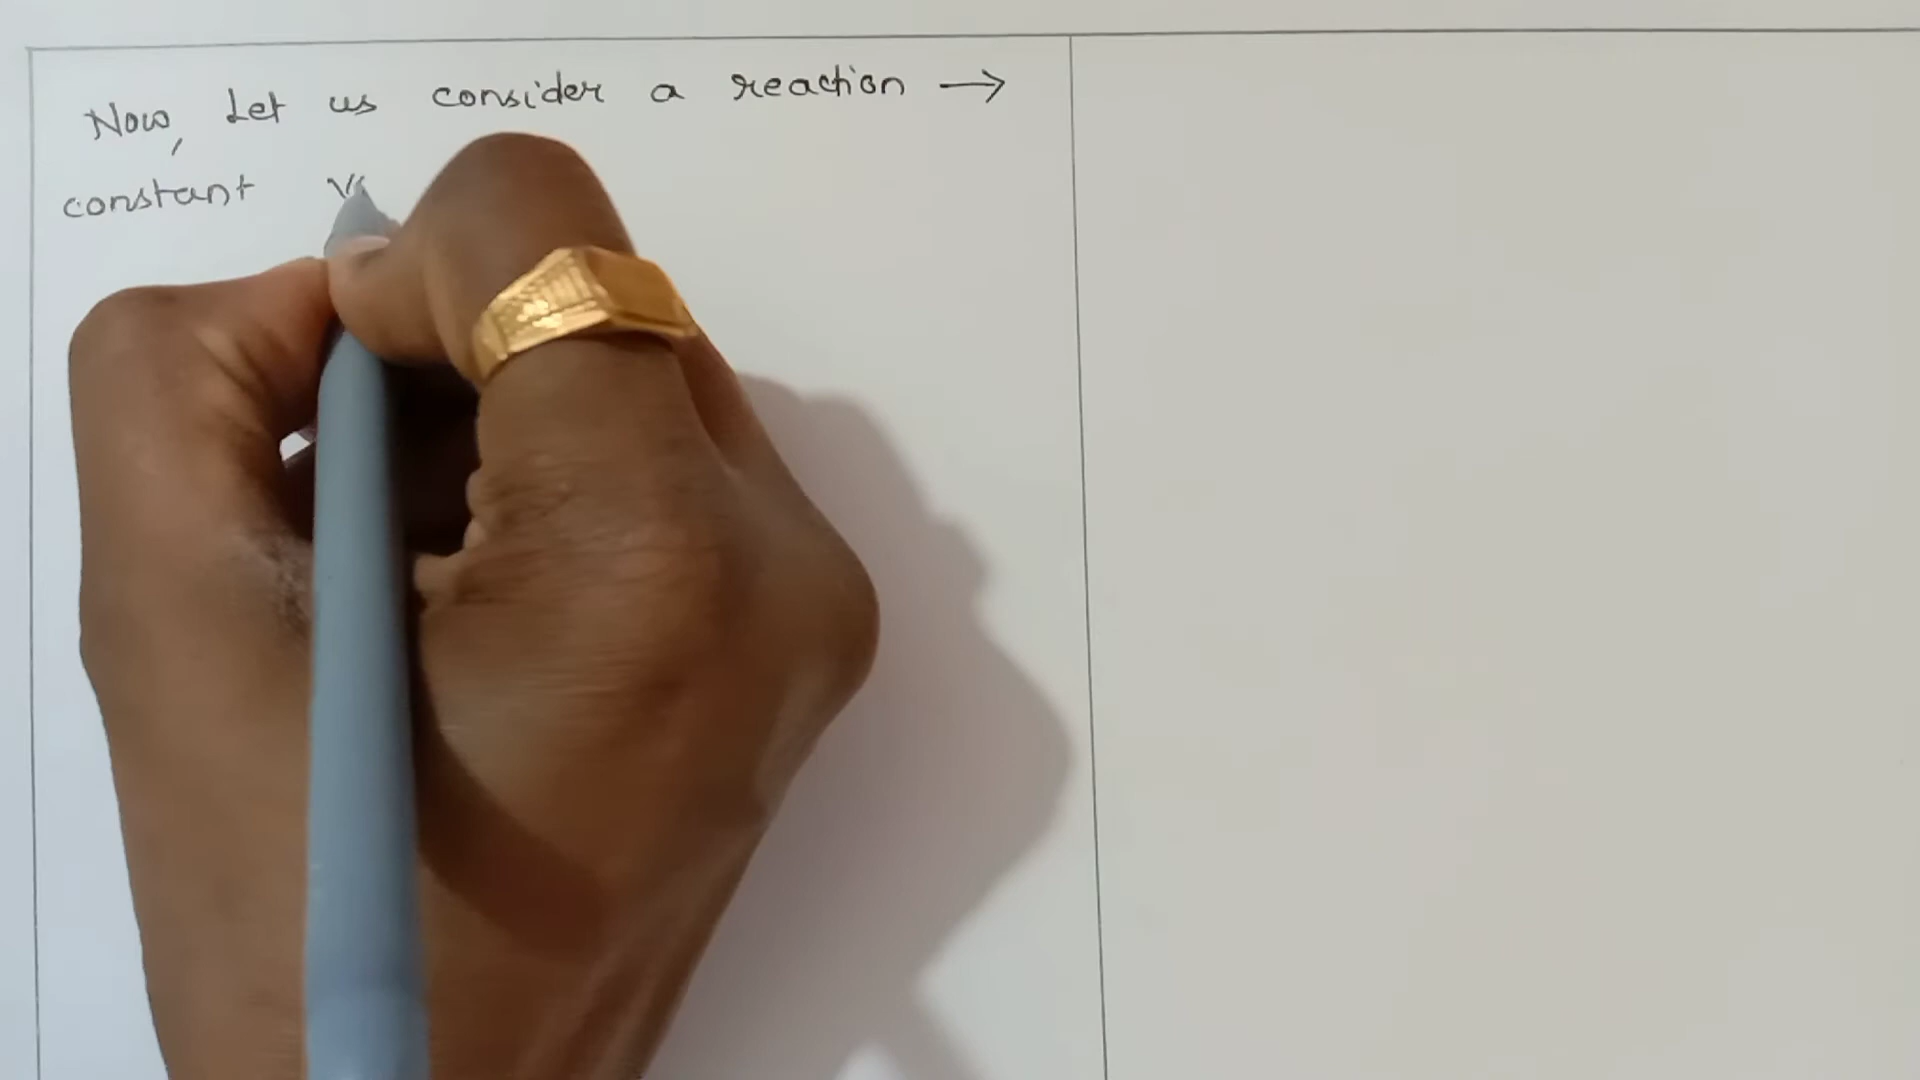 Now, Let us consider a reaction →
constant